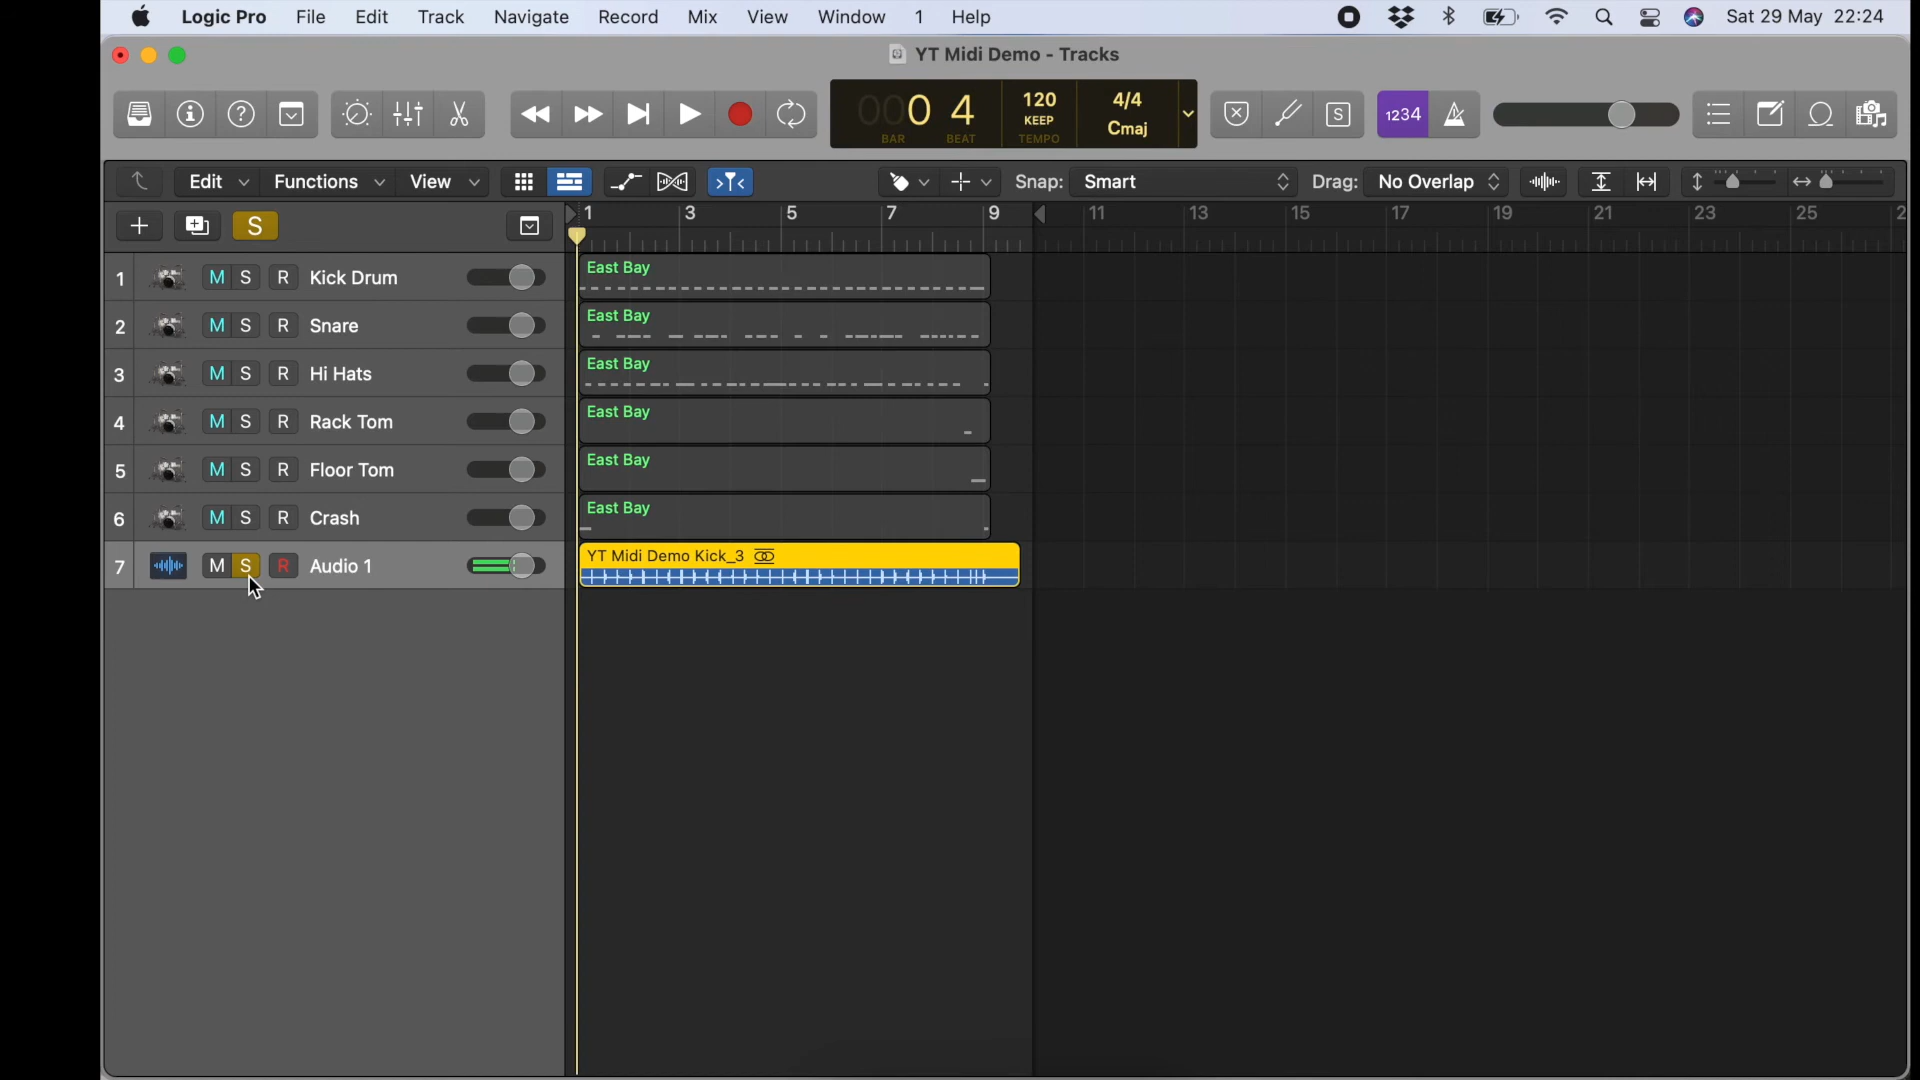 Logic Pro File Edit Track Navigate Record Mix View Window 1 Help Sat 29 May 22:24
YT Midi Demo - Tracks
000 4 120 4/4
KEEP Cmaj
BAR BEAT TEMPO
S 1234
Edit Functions View Snap: Smart Drag: No Overlap
S 1 3 5 7 9 11 13 15 17 19 21 23 25 2
1 M S R Kick Drum East Bay
2 M S R Snare East Bay
3 M S R Hi Hats East Bay
4 M S R Rack Tom East Bay
5 M S R Floor Tom East Bay
6 M S R Crash East Bay
7 M S R Audio 1 YT Midi Demo Kick_3